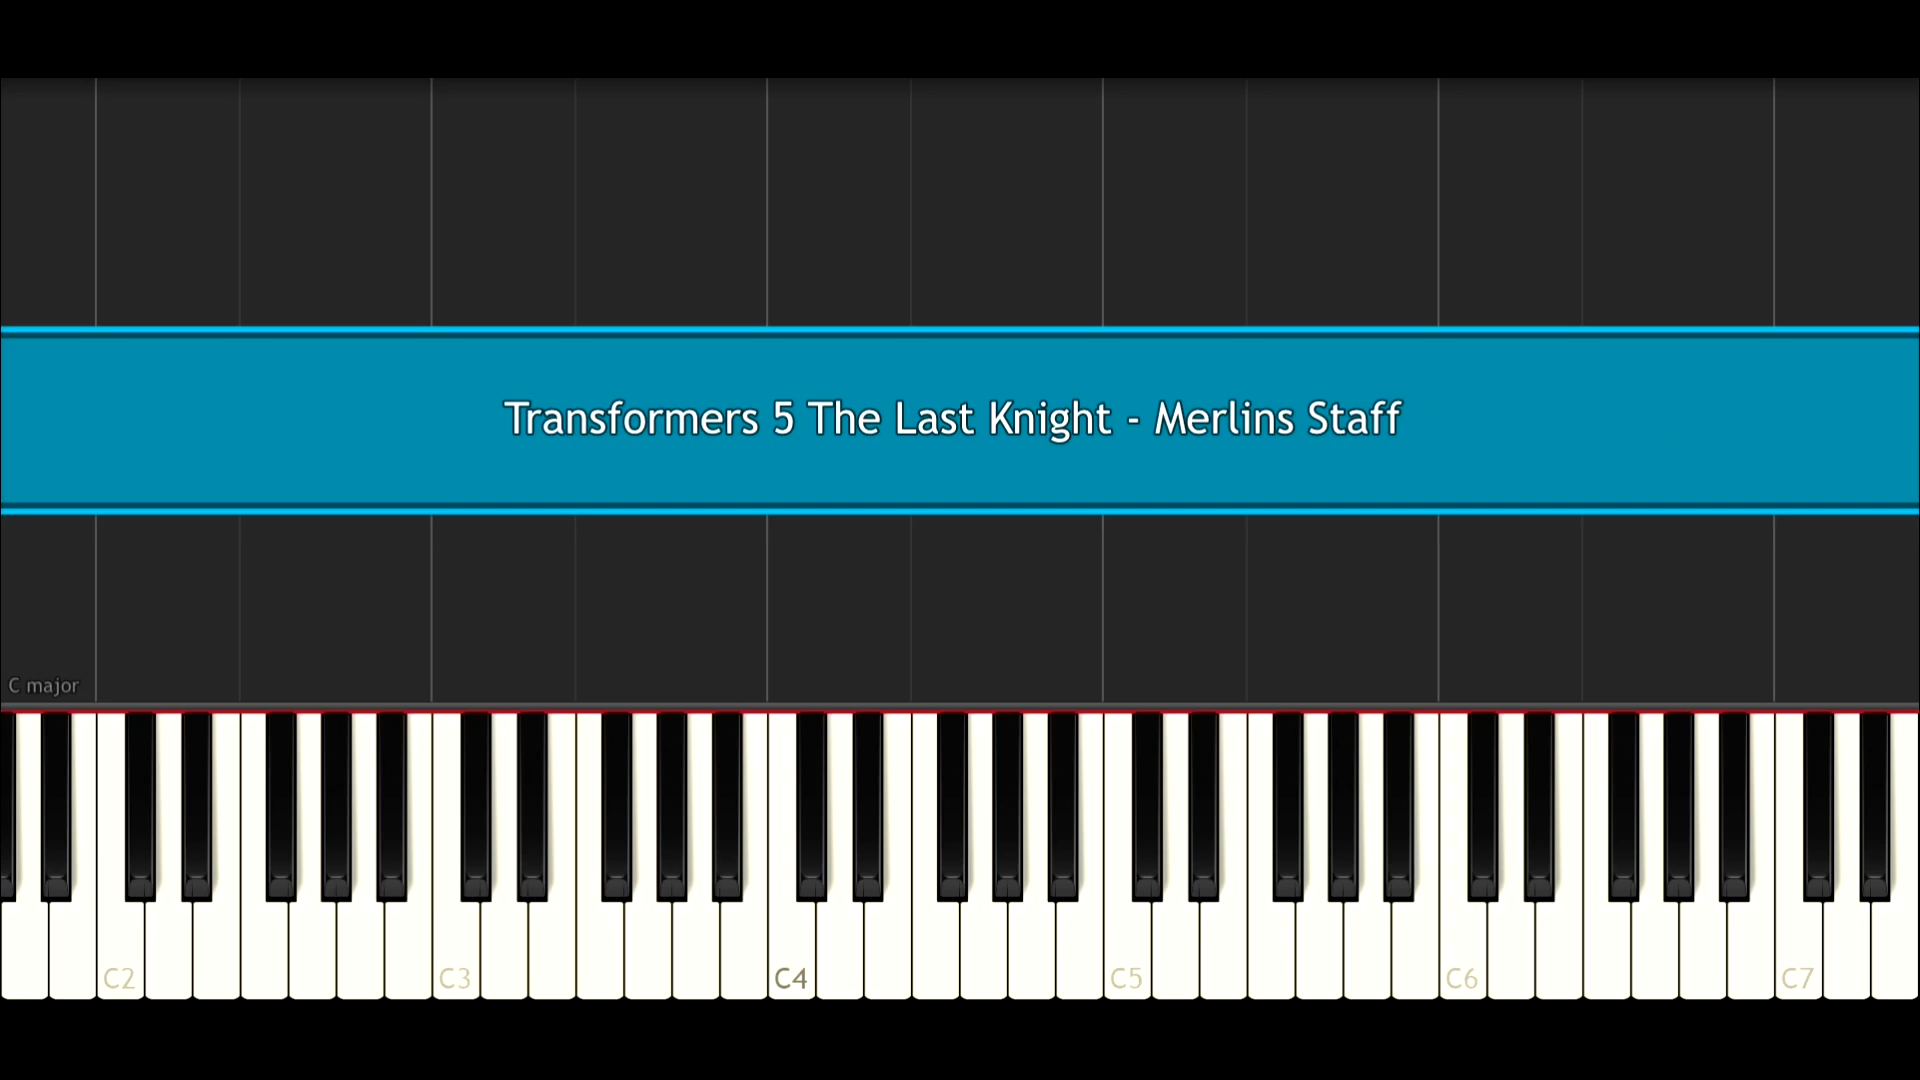 Transformers 5 The Last Knight - Merlins Staff
C major
C2 C3 C4 C5 C6 C7